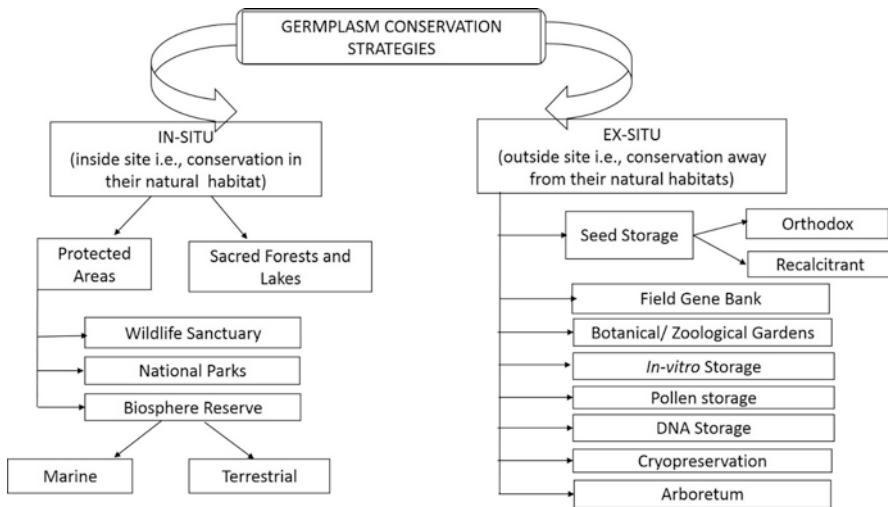 GERMPLASM CONSERVATION
STRATEGIES
IN-SITU
(inside site i.e., conservation in
their natural habitat)
EX-SITU
(outside site i.e., conservation away
from their natural habitats)
Protected
Areas
Sacred Forests and
Lakes
Wildlife Sanctuary
National Parks
Biosphere Reserve
Marine
Terrestrial
Seed Storage
Orthodox
Recalcitrant
Field Gene Bank
Botanical/ Zoological Gardens
In-vitro Storage
Pollen storage
DNA Storage
Cryopreservation
Arboretum